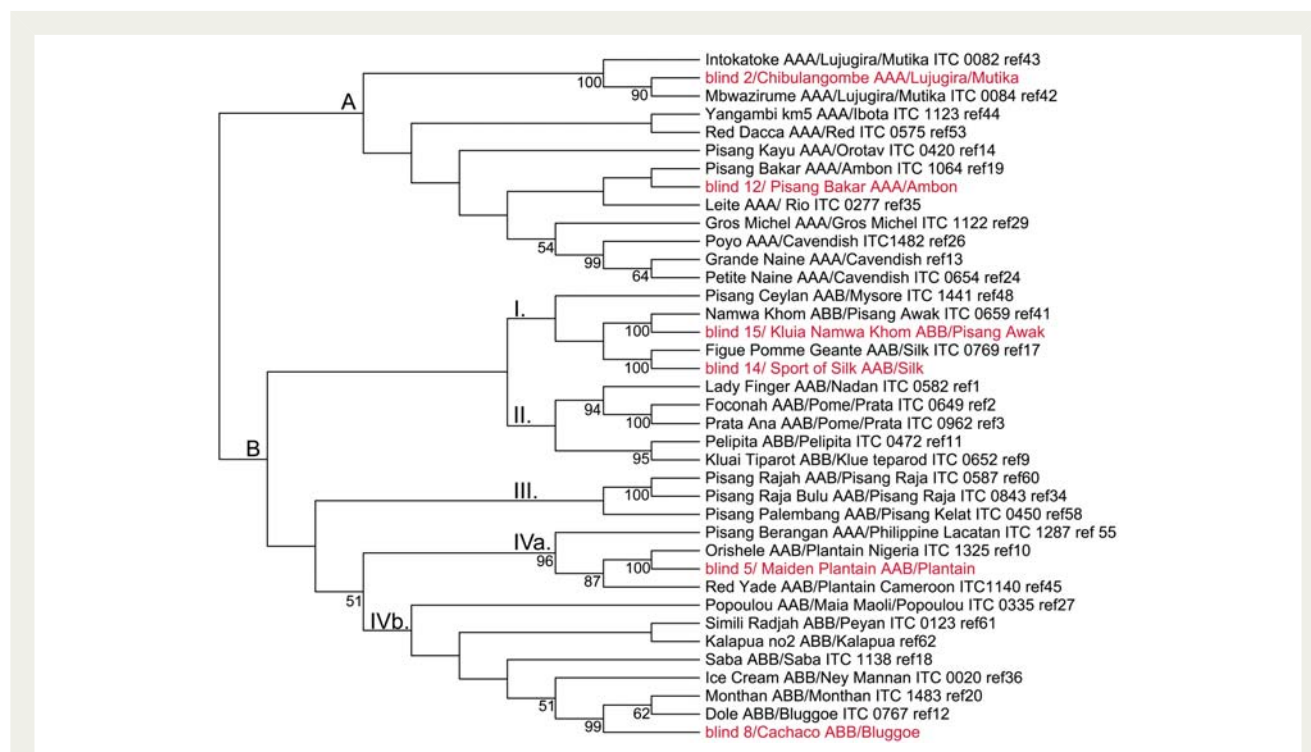 Intokatoke AAA/Lujugira/Mutika ITC 0082 ref43
100
blind 2/Chibulangombe AAA/Lujugira/Mutika
90
Mbwazirume AAA/Lujugira/Mutika ITC 0084 ref42
A
Yangambi km5 AAA/Ibota ITC 1123 ref44
Red Dacca AAA/Red ITC 0575 ref53
Pisang Kayu AAA/Orotav ITC 0420 ref14
Pisang Bakar AAA/Ambon ITC 1064 ref19
blind 12/ Pisang Bakar AAA/Ambon
Leite AAA/ Rio ITC 0277 ref35
Gros Michel AAA/Gros Michel ITC 1122 ref29
54
Poyo AAA/Cavendish ITC1482 ref26
99
Grande Naine AAA/Cavendish ref13
64
Petite Naine AAA/Cavendish ITC 0654 ref24
Pisang Ceylan AAB/Mysore ITC 1441 ref48
I.
Namwa Khom ABB/Pisang Awak ITC 0659 ref41
100
blind 15/ Kluia Namwa Khom ABB/Pisang Awak
Figue Pomme Geante AAB/Silk ITC 0769 ref17
100
blind 14/ Sport of Silk AAB/Silk
Lady Finger AAB/Nadan ITC 0582 ref1
94
Foconah AAB/Pome/Prata ITC 0649 ref2
II.
100
Prata Ana AAB/Pome/Prata ITC 0962 ref3
Pelipita ABB/Pelipita ITC 0472 ref11
B
95
Kluai Tiparot ABB/Klue teparod ITC 0652 ref9
Pisang Rajah AAB/Pisang Raja ITC 0587 ref60
III.
100
Pisang Raja Bulu AAB/Pisang Raja ITC 0843 ref34
Pisang Palembang AAB/Pisang Kelat ITC 0450 ref58
Pisang Berangan AAA/Philippine Lacatan ITC 1287 ref 55
IVa.
96
Orishele AAB/Plantain Nigeria ITC 1325 ref10
100
blind 5/ Maiden Plantain AAB/Plantain
87
Red Yade AAB/Plantain Cameroon ITC1140 ref45
51
Popoulou AAB/Maia Maoli/Popoulou ITC 0335 ref27
IVb.
Simili Radjah ABB/Peyan ITC 0123 ref61
Kalapua no2 ABB/Kalapua ref62
Saba ABB/Saba ITC 1138 ref18
Ice Cream ABB/Ney Mannan ITC 0020 ref36
51
Monthan ABB/Monthan ITC 1483 ref20
62
Dole ABB/Bluggoe ITC 0767 ref12
99
blind 8/Cachaco ABB/Bluggoe